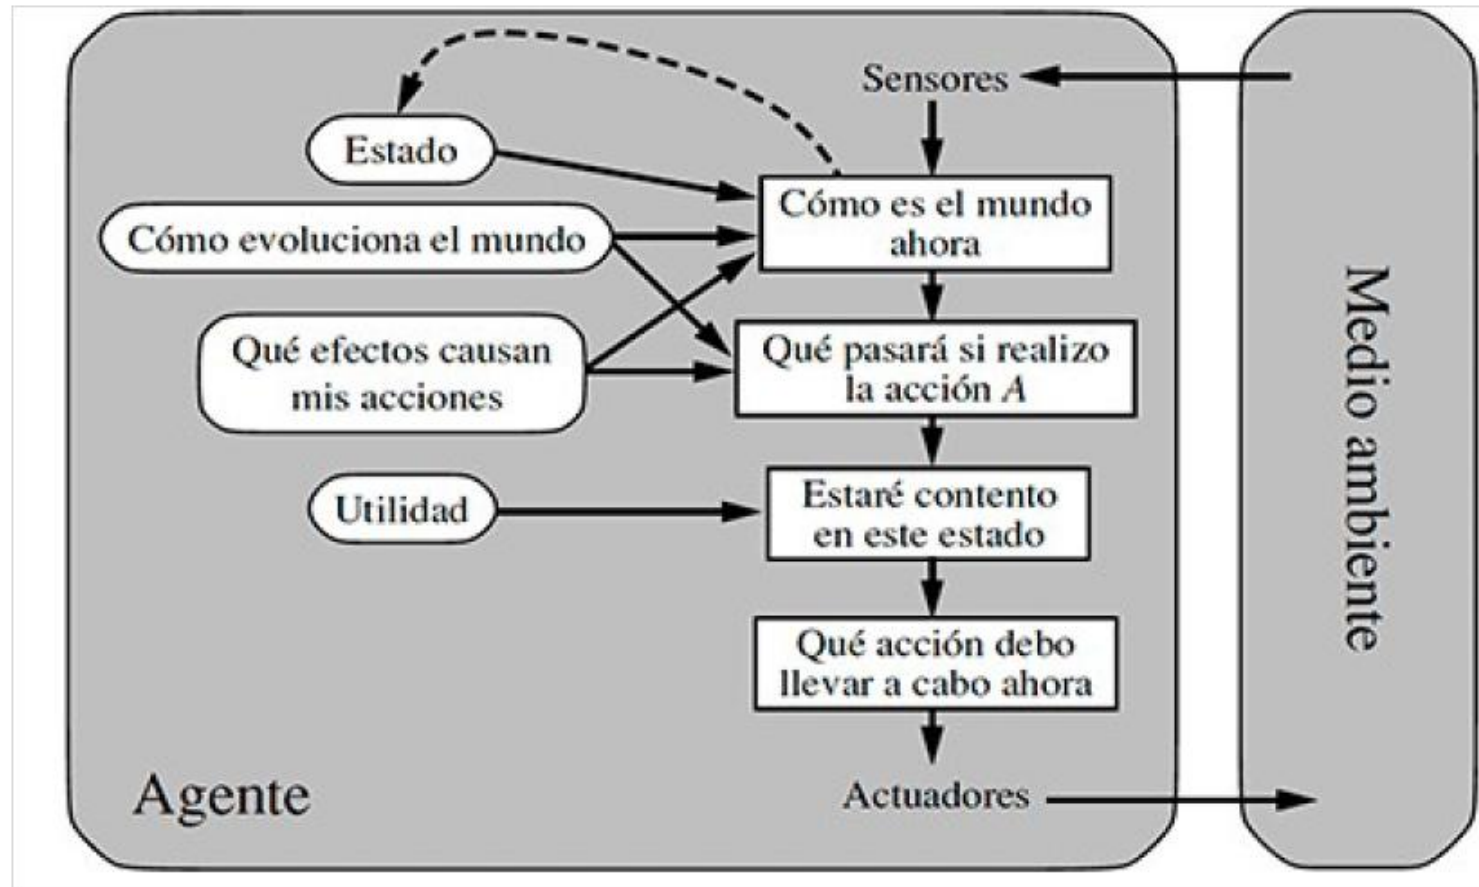 Sensores
Estado
Cómo es el mundo
ahora
Cómo evoluciona el mundo
Qué efectos causan
mis acciones
Qué pasará si realizo
la acción A
Utilidad
Estaré contento
en este estado
Qué acción debo
llevar a cabo ahora
Agente
Actuadores
Medio ambiente